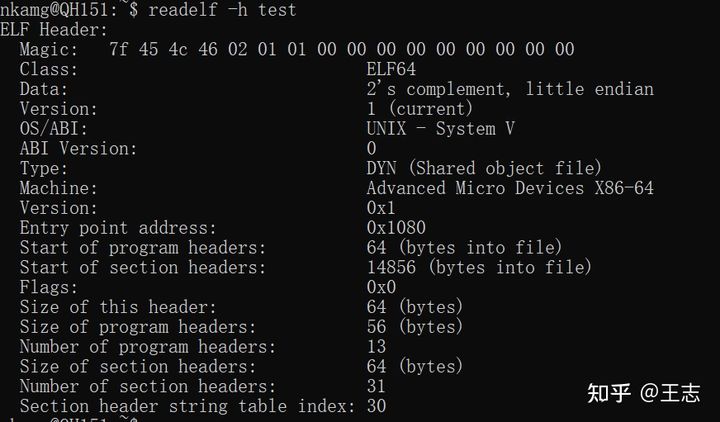 nkamg@QH151:~$ readelf -h test
ELF Header:
  Magic:   7f 45 4c 46 02 01 01 00 00 00 00 00 00 00 00 00
  Class:                             ELF64
  Data:                              2's complement, little endian
  Version:                           1 (current)
  OS/ABI:                            UNIX - System V
  ABI Version:                       0
  Type:                              DYN (Shared object file)
  Machine:                           Advanced Micro Devices X86-64
  Version:                           0x1
  Entry point address:               0x1080
  Start of program headers:          64 (bytes into file)
  Start of section headers:          14856 (bytes into file)
  Flags:                             0x0
  Size of this header:               64 (bytes)
  Size of program headers:           56 (bytes)
  Number of program headers:         13
  Size of section headers:           64 (bytes)
  Number of section headers:         31
  Section header string table index: 30
知乎 @王志
nkamg@QH151:~$